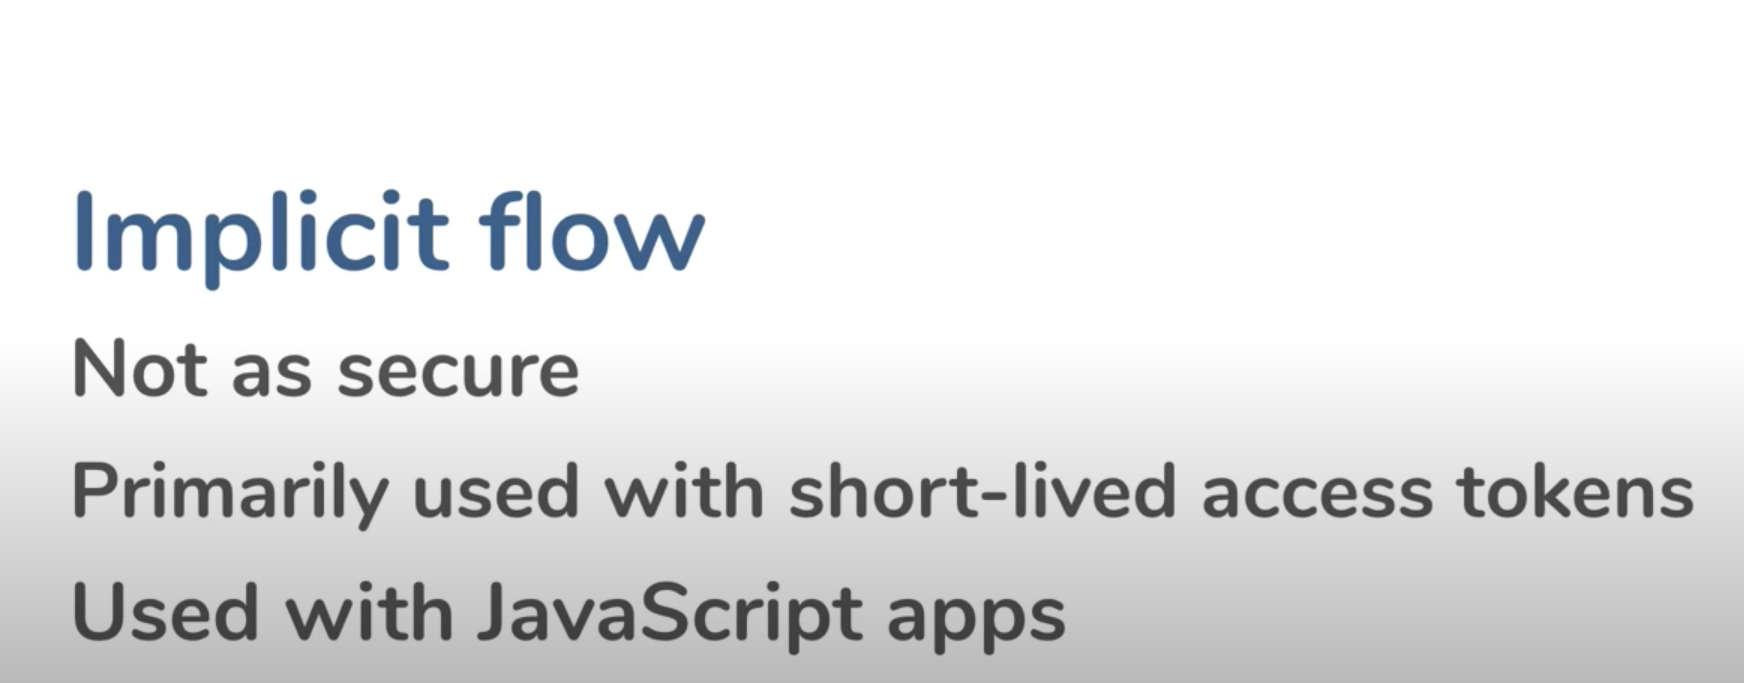 Implicit flow
Not as secure
Primarily used with short-lived access tokens
Used with JavaScript apps